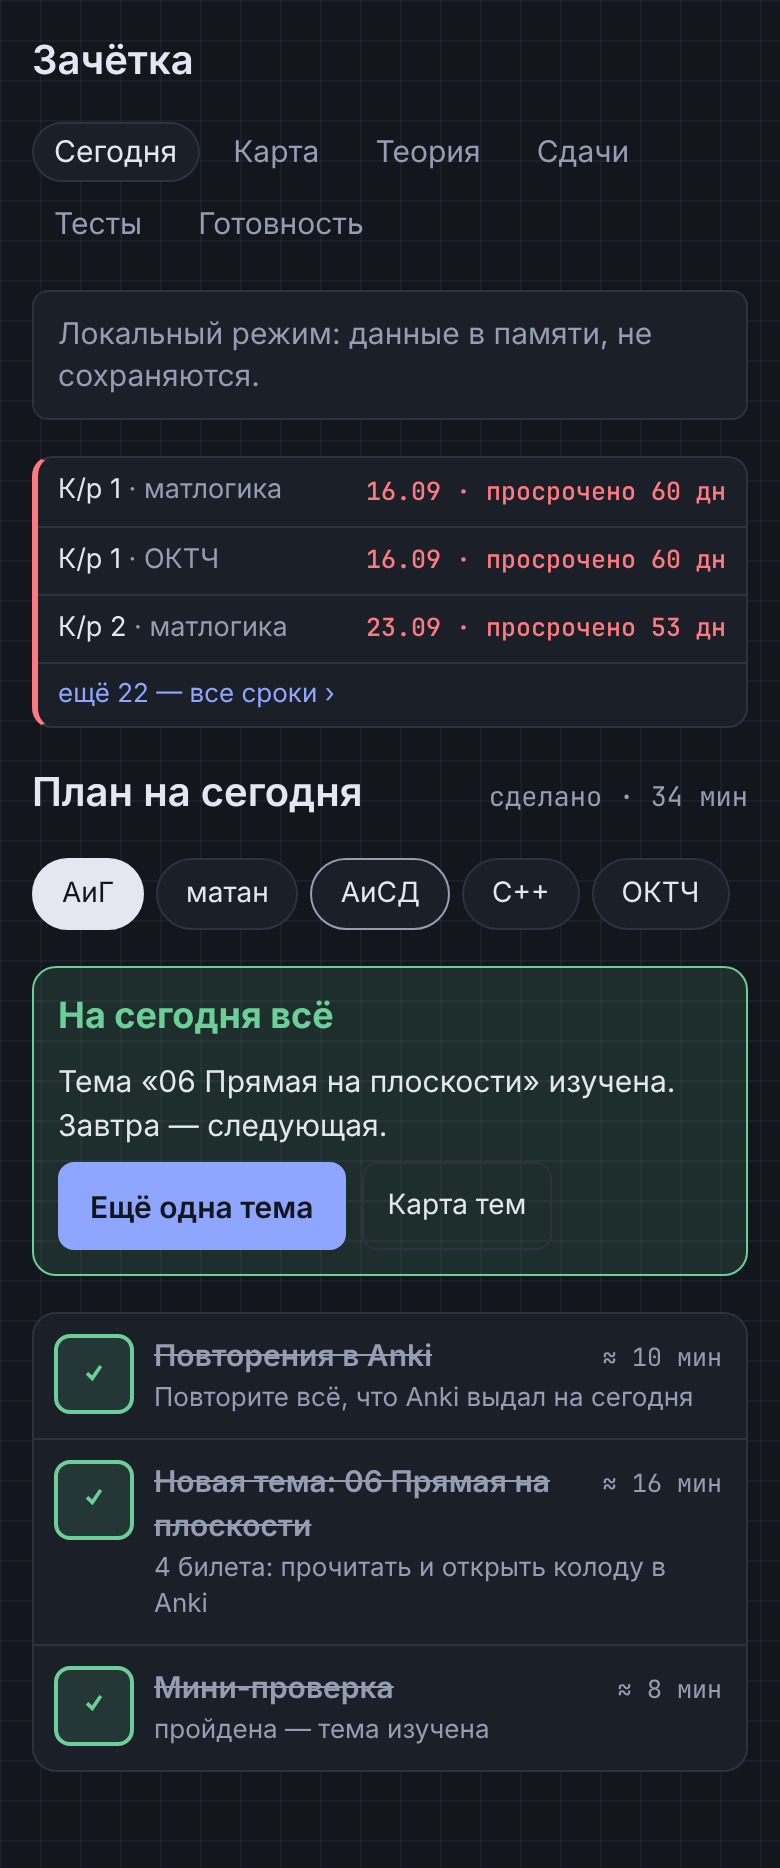 Зачётка
Сегодня Карта Теория Сдачи
Тесты Готовность
Локальный режим: данные в памяти, не
сохраняются.
К/р 1 · матлогика 16.09 · просрочено 60 дн
К/р 1 · ОКТЧ 16.09 · просрочено 60 дн
К/р 2 · матлогика 23.09 · просрочено 53 дн
ещё 22 — все сроки ›
План на сегодня сделано · 34 мин
АиГ матан АиСД С++ ОКТЧ
На сегодня всё
Тема «06 Прямая на плоскости» изучена.
Завтра — следующая.
Ещё одна тема Карта тем
Повторения в Anki ≈ 10 мин
Повторите всё, что Anki выдал на сегодня
Новая тема: 06 Прямая на ≈ 16 мин
плоскости
4 билета: прочитать и открыть колоду в
Anki
Мини-проверка ≈ 8 мин
пройдена — тема изучена